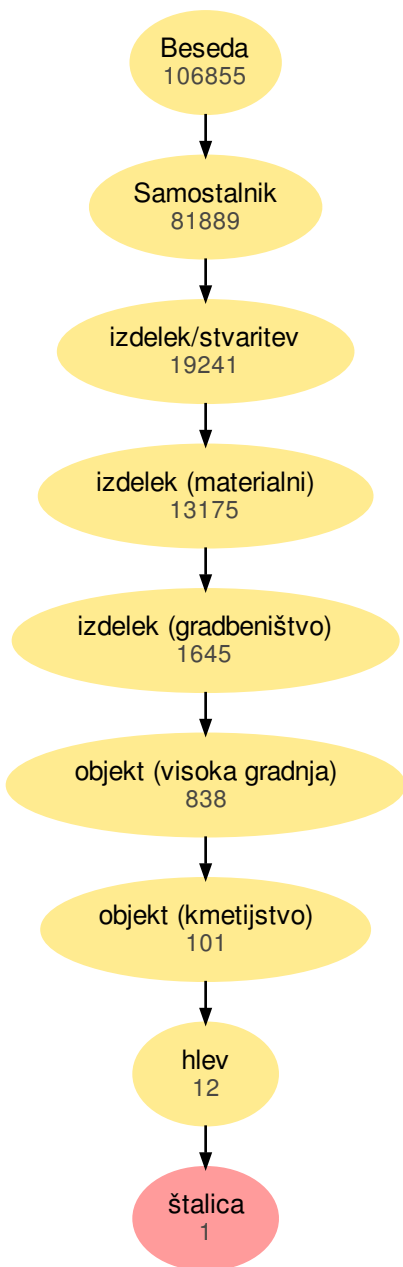 Beseda
106855
Samostalnik
81889
izdelek/stvaritev
19241
izdelek (materialni)
13175
izdelek (gradbeništvo)
1645
objekt (visoka gradnja)
838
objekt (kmetijstvo)
101
hlev
12
štalica
1